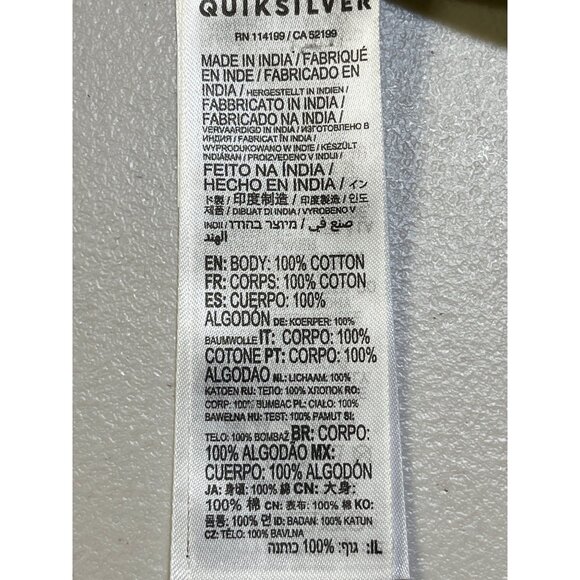 QUIKSILVER
RN 114199 / CA 52199
MADE IN INDIA / FABRIQUÉ
EN INDE / FABRICADO EN
INDIA / HERGESTELLT IN INDIEN /
FABBRICATO IN INDIA /
FABRICADO NA INDIA /
VERVAARDIGD IN INDIA / ИЗГОТОВЛЕНО В
ИНДИЯ / FABRICAT ÎN INDIA /
WYPRODUKOWANO W INDIE / KÉSZÜLT
INDIÁBAN / PROIZVEDENO V INDIJI /
FEITO NA ÍNDIA /
HECHO EN INDIA / イン
ド製 / 印度制造 / 印度製造 / 인도
제품 / DIBUAT DI INDIA / VYROBENO V
INDII / מיוצר בהודו / صنع في
الهند
EN: BODY: 100% COTTON
FR: CORPS: 100% COTON
ES: CUERPO: 100%
ALGODÓN DE: KOERPER: 100%
BAUMWOLLE IT: CORPO: 100%
COTONE PT: CORPO: 100%
ALGODAO NL: LICHAAM: 100%
KATOEN RU: ТЕЛО: 100% ХЛОПОК RO:
CORP: 100% BUMBAC PL: CIAŁO: 100%
BAWEŁNA HU: TEST: 100% PAMUT SI:
TELO: 100% BOMBAŽ BR: CORPO:
100% ALGODÃO MX:
CUERPO: 100% ALGODÓN
JA: 身頃: 100% 綿 CN: 大身:
100% 棉 CN: 表布: 100% 棉 KO:
몸통: 100% 면 ID: BADAN: 100% KATUN
CZ: TĚLO: 100% BAVLNA
IL: גוף: 100% כותנה